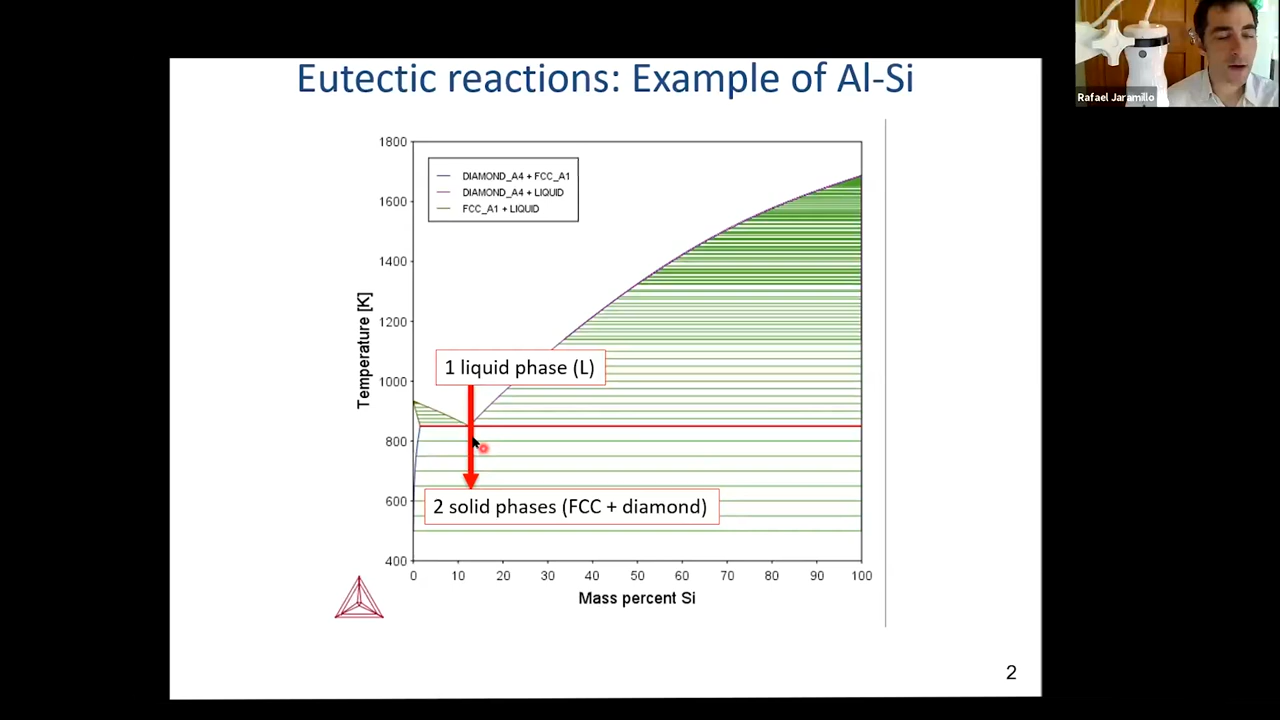 Eutectic reactions: Example of Al-Si
Rafael Jaramillo
1800
1600
1400
1200
1000
800
600
400
Temperature [K]
DIAMOND_A4 + FCC_A1
DIAMOND_A4 + LIQUID
FCC_A1 + LIQUID
1 liquid phase (L)
2 solid phases (FCC + diamond)
0 10 20 30 40 50 60 70 80 90 100
Mass percent Si
2